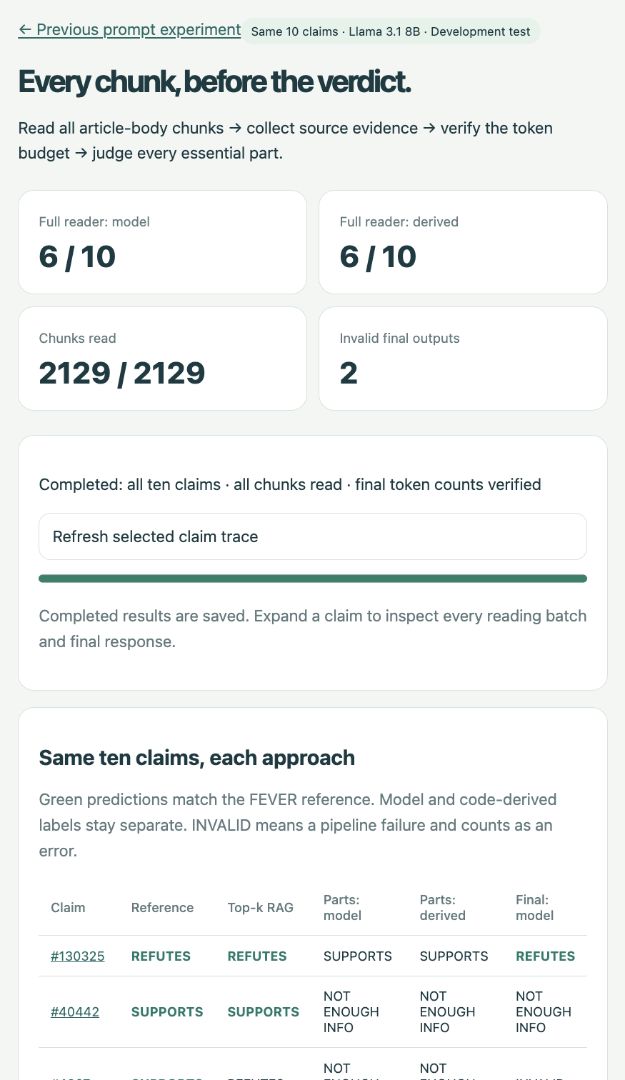 ← Previous prompt experiment Same 10 claims · Llama 3.1 8B · Development test
Every chunk, before the verdict.
Read all article-body chunks → collect source evidence → verify the token
budget → judge every essential part.
Full reader: model
6 / 10
Full reader: derived
6 / 10
Chunks read
2129 / 2129
Invalid final outputs
2
Completed: all ten claims · all chunks read · final token counts verified
Refresh selected claim trace
Completed results are saved. Expand a claim to inspect every reading batch
and final response.
Same ten claims, each approach
Green predictions match the FEVER reference. Model and code-derived
labels stay separate. INVALID means a pipeline failure and counts as an
error.
Claim Reference Top-k RAG Parts: model Parts: derived Final: model
#130325 REFUTES REFUTES SUPPORTS SUPPORTS REFUTES
#40442 SUPPORTS SUPPORTS NOT ENOUGH INFO NOT ENOUGH INFO NOT ENOUGH INFO
NOT NOT